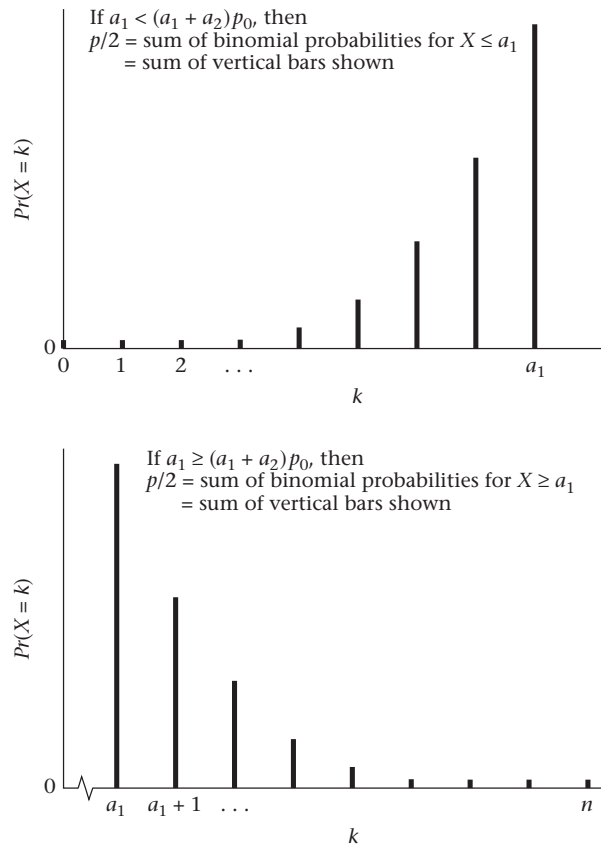 If a₁ < (a₁ + a₂)p₀, then
p/2 = sum of binomial probabilities for X ≤ a₁
= sum of vertical bars shown
Pr(X = k)
0
0 1 2 . . . a₁
k
If a₁ ≥ (a₁ + a₂)p₀, then
p/2 = sum of binomial probabilities for X ≥ a₁
= sum of vertical bars shown
Pr(X = k)
0
a₁ a₁ + 1 . . . n
k